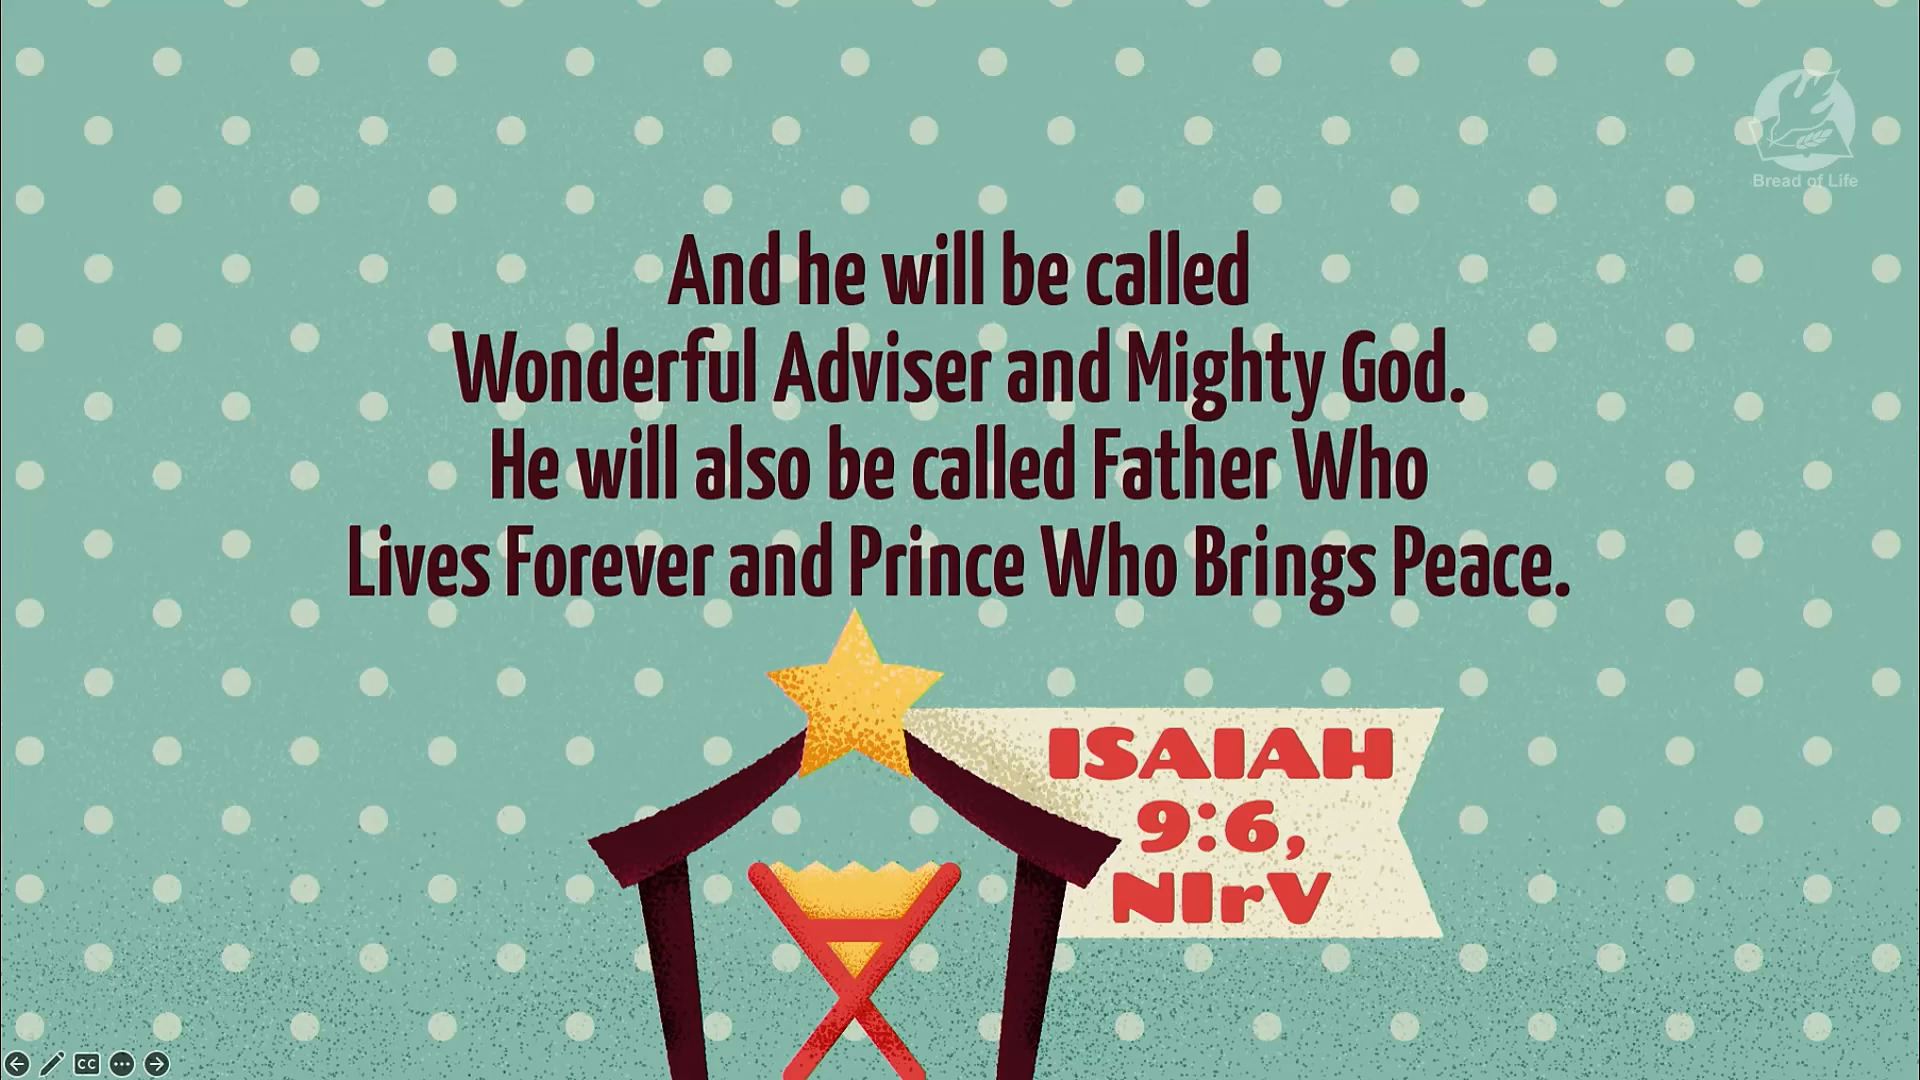 Bread of Life
And he will be called
Wonderful Adviser and Mighty God.
He will also be called Father Who
Lives Forever and Prince Who Brings Peace.
ISAIAH
9:6,
NIrV
CC